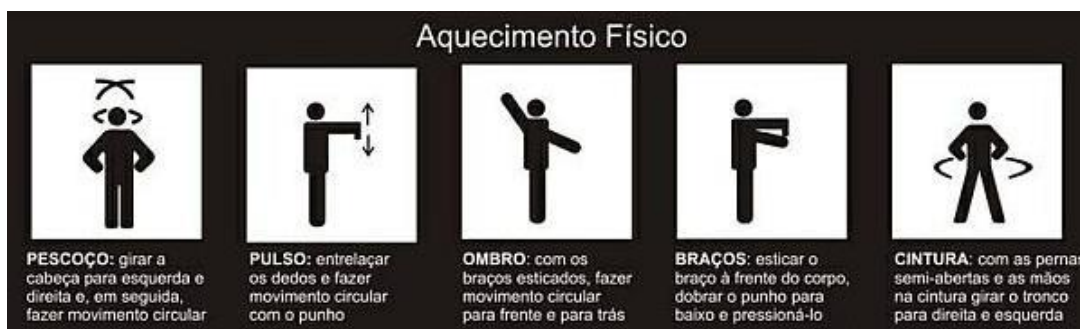 Aquecimento Físico
PESCOÇO: girar a
cabeça para esquerda e
direita e, em seguida,
fazer movimento circular
PULSO: entrelaçar
os dedos e fazer
movimento circular
com o punho
OMBRO: com os
braços esticados, fazer
movimento circular
para frente e para trás
BRAÇOS: esticar o
braço à frente do corpo,
dobrar o punho para
baixo e pressioná-lo
CINTURA: com as pernas
semi-abertas e as mãos
na cintura girar o tronco
para direita e esquerda